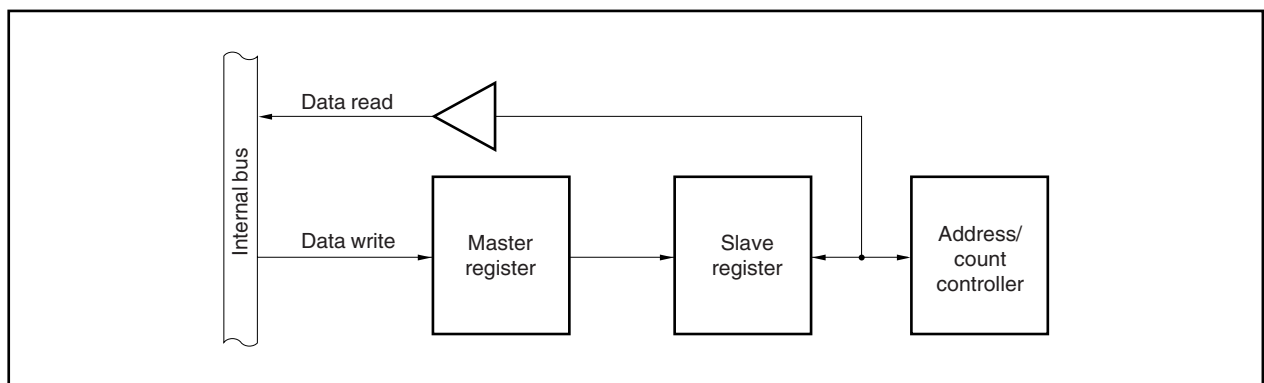 Internal bus
Data read
Data write
Master
register
Slave
register
Address/
count
controller